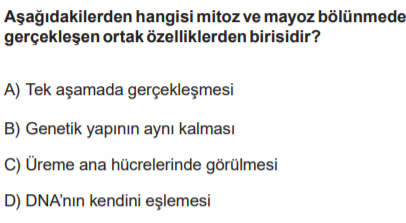 Aşağıdakilerden hangisi mitoz ve mayoz bölünmede
gerçekleşen ortak özelliklerden birisidir?
A) Tek aşamada gerçekleşmesi
B) Genetik yapının aynı kalması
C) Üreme ana hücrelerinde görülmesi
D) DNA'nın kendini eşlemesi